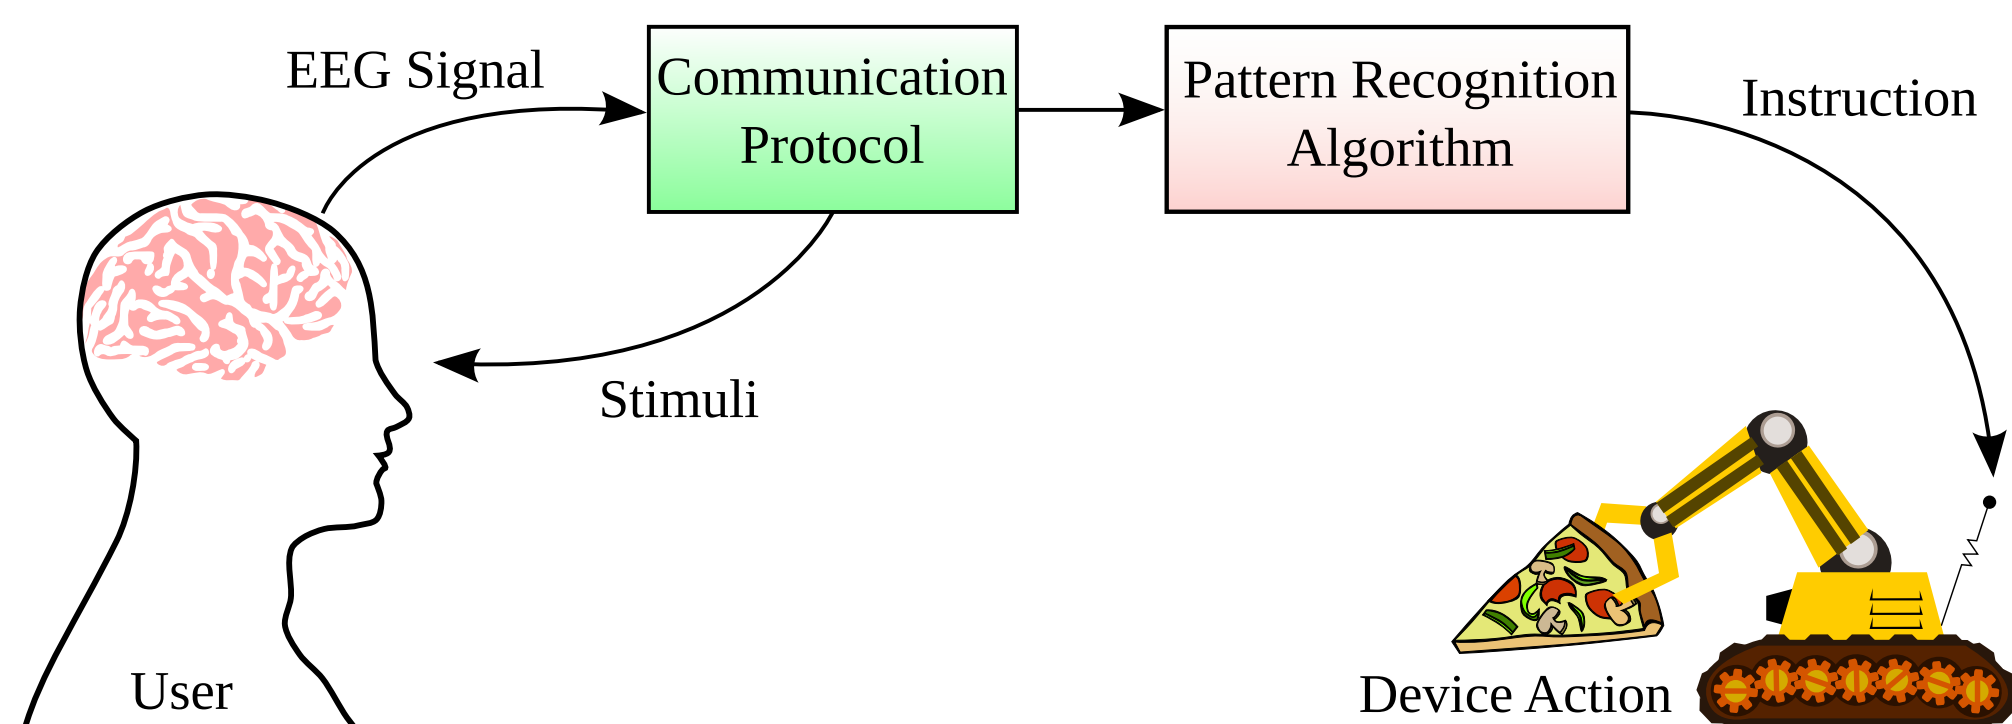 EEG Signal
Communication
Protocol
Pattern Recognition
Algorithm
Instruction
Stimuli
User
Device Action